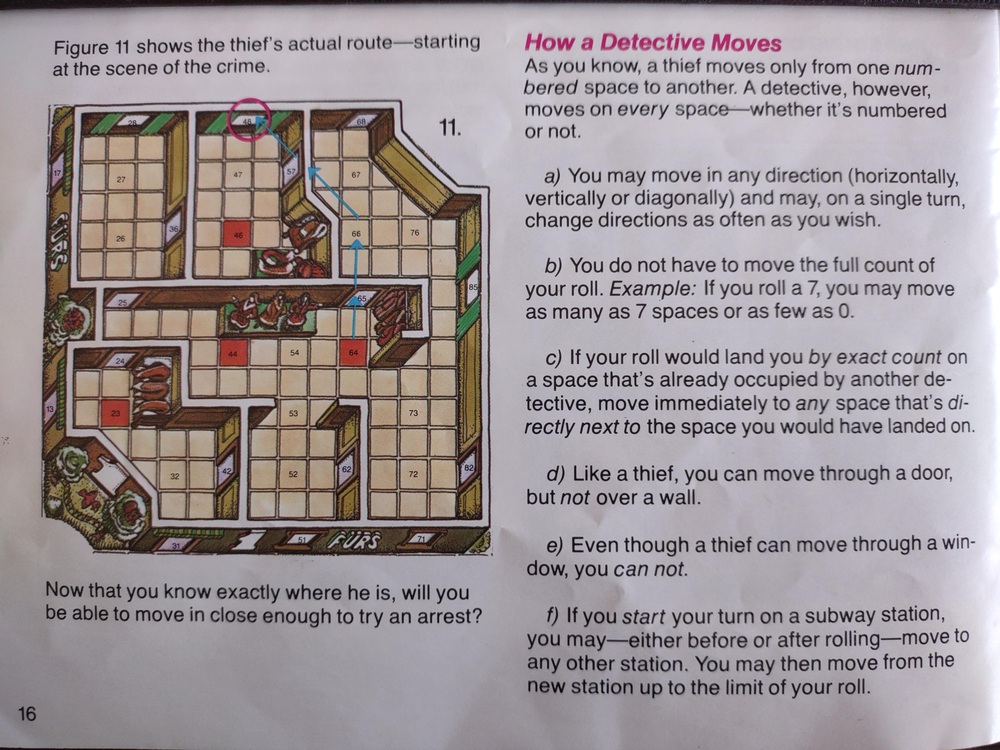 Figure 11 shows the thief's actual route—starting
at the scene of the crime.
11.
28
48
68
17
27
47
57
67
FURS
36
26
46
66
76
85
25
65
44
54
64
24
13
23
53
73
32
42
52
62
72
82
31
51
FURS
71
Now that you know exactly where he is, will you
be able to move in close enough to try an arrest?
16
How a Detective Moves
As you know, a thief moves only from one num-
bered space to another. A detective, however,
moves on every space—whether it's numbered
or not.
a) You may move in any direction (horizontally,
vertically or diagonally) and may, on a single turn,
change directions as often as you wish.
b) You do not have to move the full count of
your roll. Example: If you roll a 7, you may move
as many as 7 spaces or as few as 0.
c) If your roll would land you by exact count on
a space that's already occupied by another de-
tective, move immediately to any space that's di-
rectly next to the space you would have landed on.
d) Like a thief, you can move through a door,
but not over a wall.
e) Even though a thief can move through a win-
dow, you can not.
f) If you start your turn on a subway station,
you may—either before or after rolling—move to
any other station. You may then move from the
new station up to the limit of your roll.